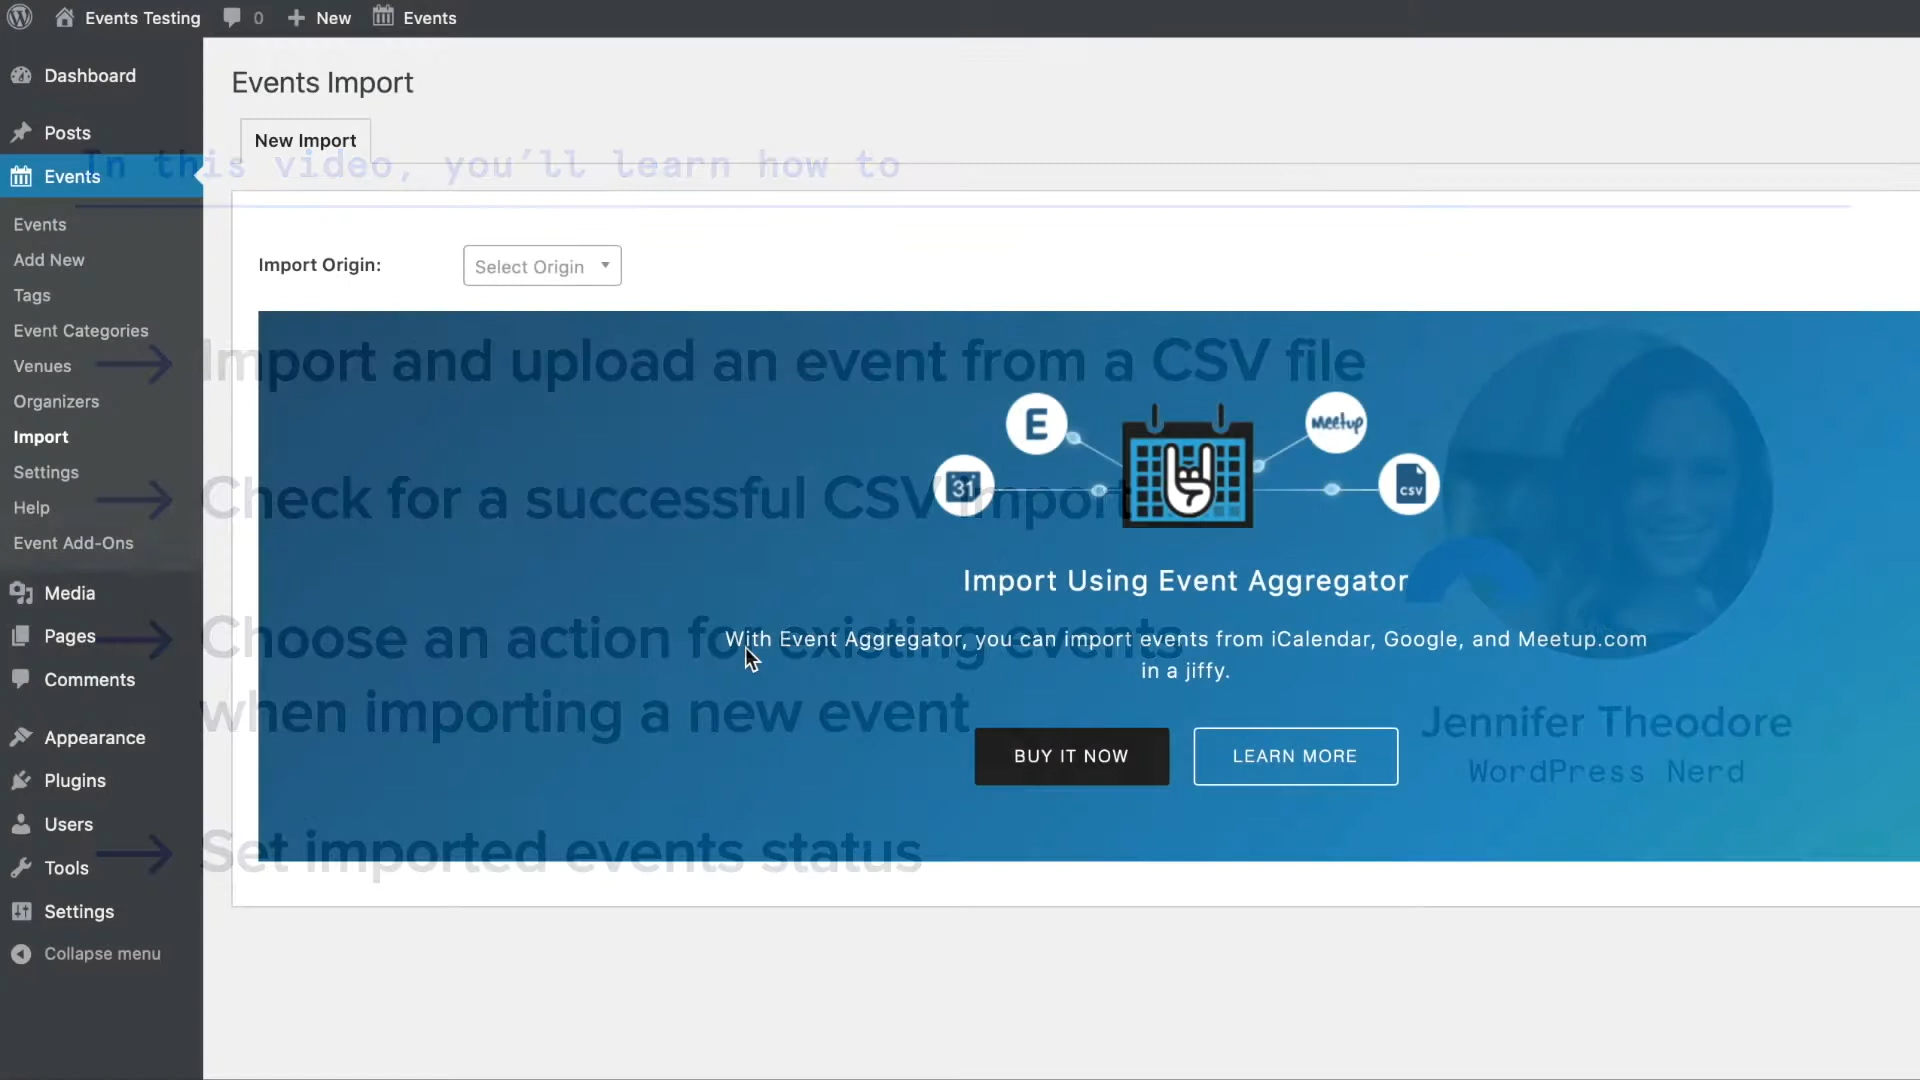 Events Testing
0
New
Events
Dashboard
Posts
Events
Events
Add New
Tags
Event Categories
Venues
Organizers
Import
Settings
Help
Event Add-Ons
Media
Pages
Comments
Appearance
Plugins
Users
Tools
Settings
Collapse menu
Events Import
New Import
In this video, you'll learn how to
Import Origin:
Select Origin
Import and upload an event from a CSV file
E
Meetup
31
CSV
Check for a successful CSV import
Import Using Event Aggregator
Choose an action for existing events
when importing a new event
With Event Aggregator, you can import events from iCalendar, Google, and Meetup.com
in a jiffy.
BUY IT NOW
LEARN MORE
Jennifer Theodore
WordPress Nerd
Set imported events status